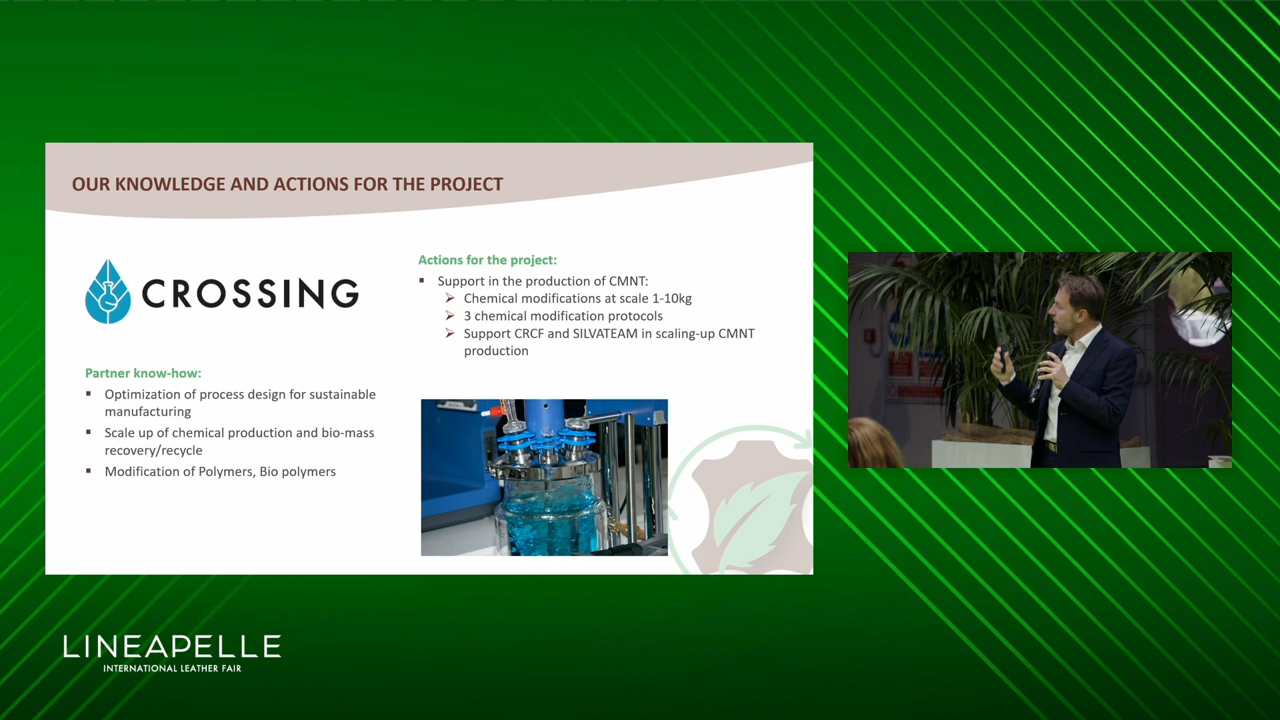 OUR KNOWLEDGE AND ACTIONS FOR THE PROJECT
CROSSING
Partner know-how:
▪ Optimization of process design for sustainable
manufacturing
▪ Scale up of chemical production and bio-mass
recovery/recycle
▪ Modification of Polymers, Bio polymers
Actions for the project:
▪ Support in the production of CMNT:
➢ Chemical modifications at scale 1-10kg
➢ 3 chemical modification protocols
➢ Support CRCF and SILVATEAM in scaling-up CMNT
production
LINEAPELLE
INTERNATIONAL LEATHER FAIR